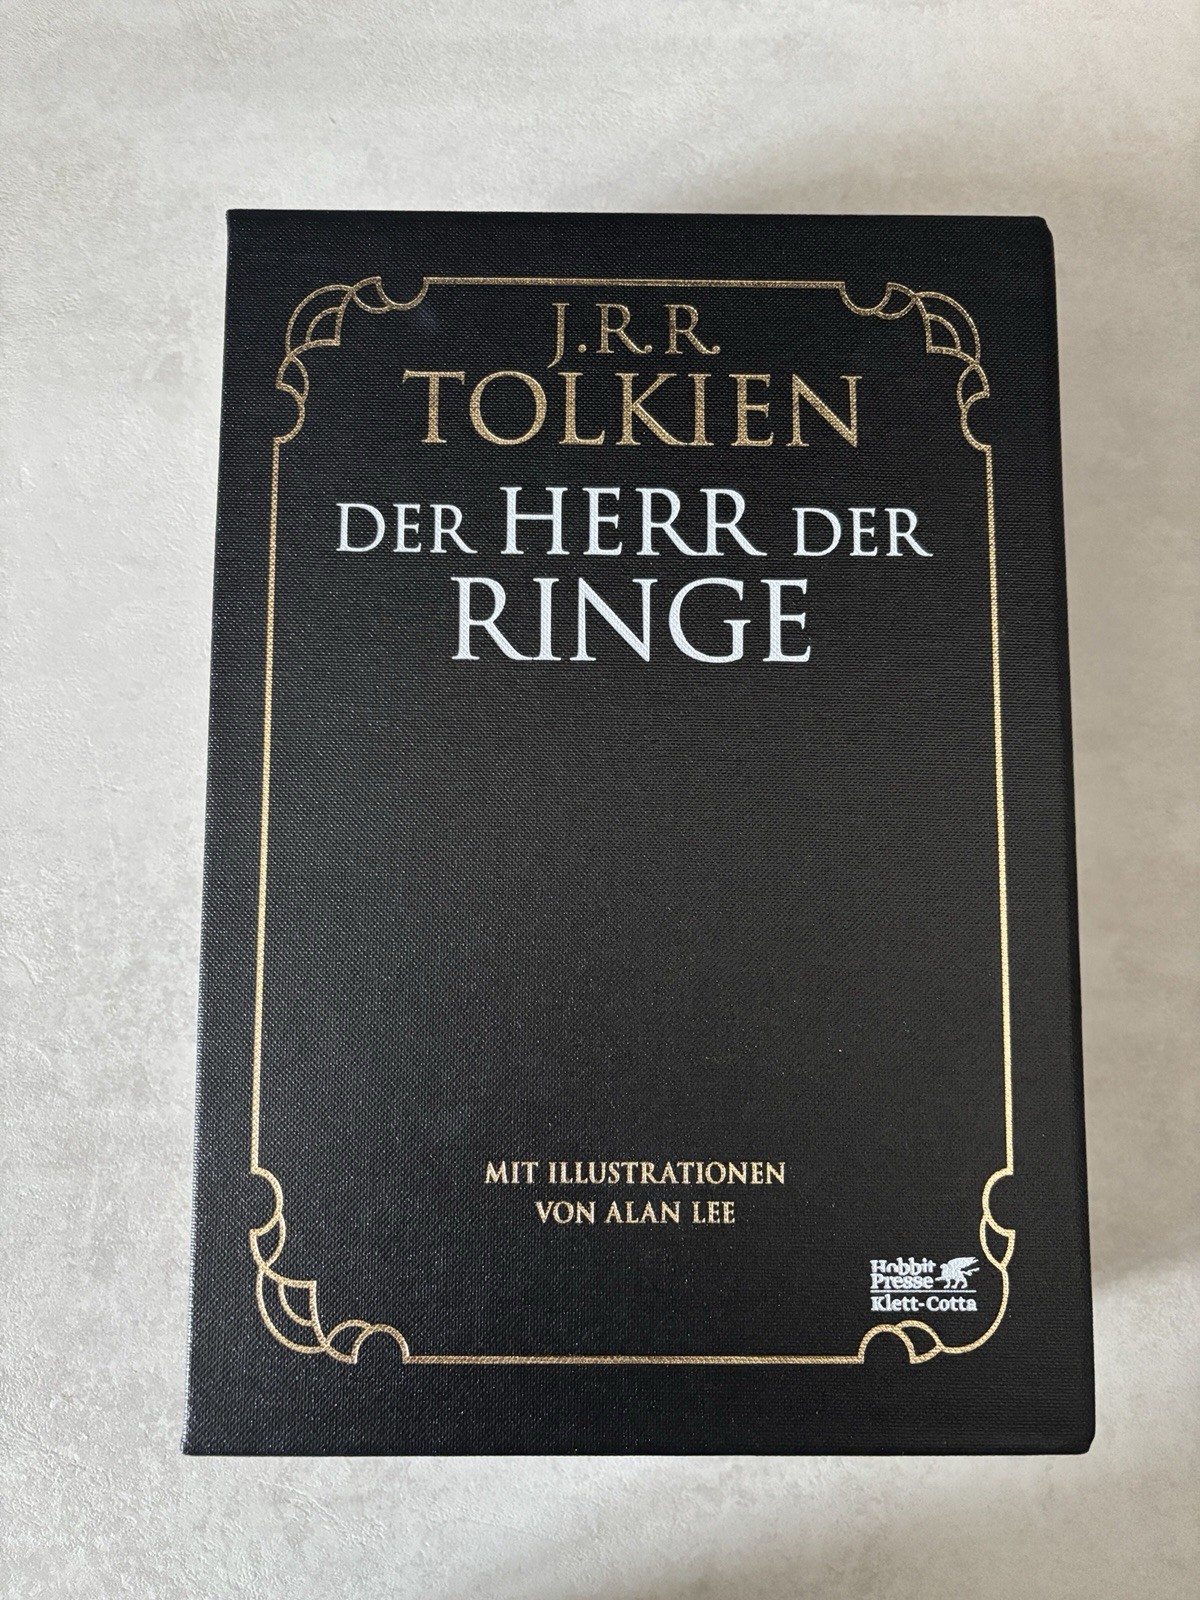 J.R.R.
TOLKIEN
DER HERR DER
RINGE
MIT ILLUSTRATIONEN
VON ALAN LEE
Hobbit
Presse
Klett-Cotta